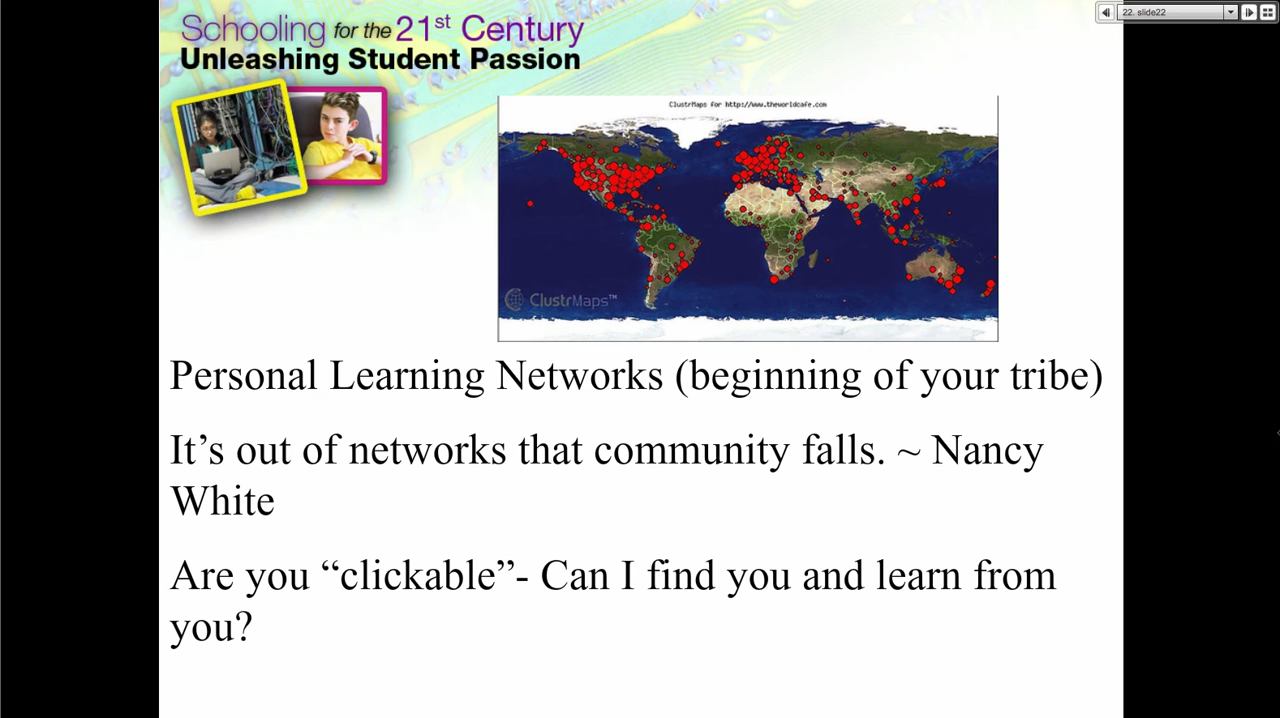 Schooling for the 21st Century
Unleashing Student Passion
22. slide22
ClustrMaps for http://www.theworldcafe.com
ClustrMaps™
Personal Learning Networks (beginning of your tribe)
It’s out of networks that community falls. ~ Nancy
White
Are you “clickable”- Can I find you and learn from
you?